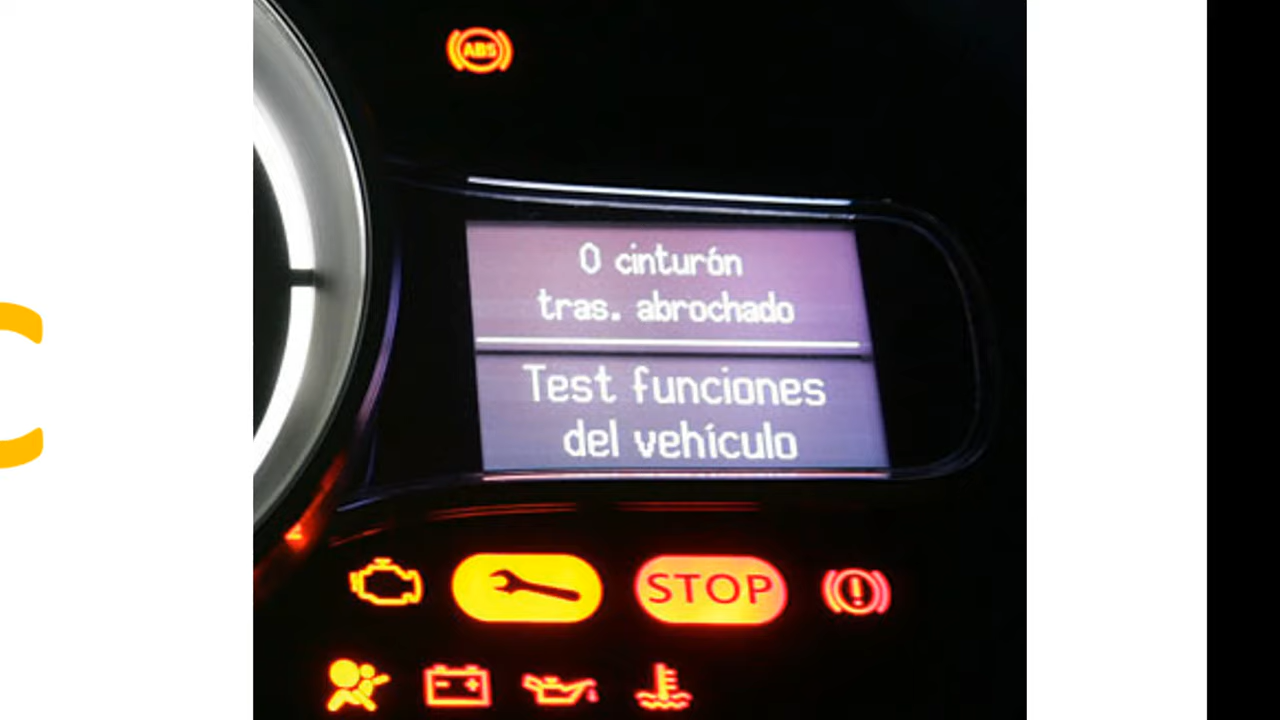 ABS
0 cinturón
tras. abrochado
Test funciones
del vehículo
STOP